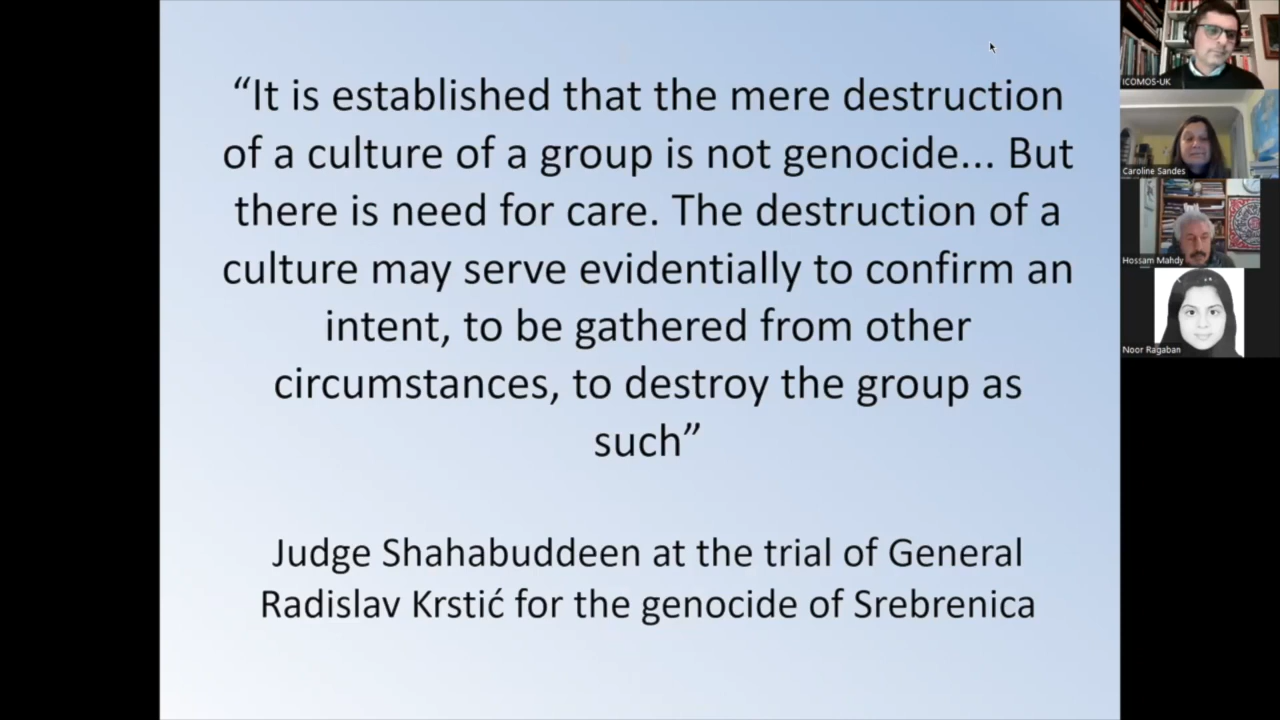 “It is established that the mere destruction
of a culture of a group is not genocide... But
there is need for care. The destruction of a
culture may serve evidentially to confirm an
intent, to be gathered from other
circumstances, to destroy the group as
such”
Judge Shahabuddeen at the trial of General
Radislav Krstić for the genocide of Srebrenica
ICOMOS-UK
Caroline Sandes
Hossam Mahdy
Noor Ragaban